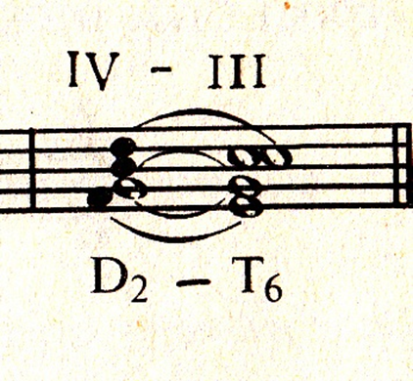 IV - III
D2 – T6